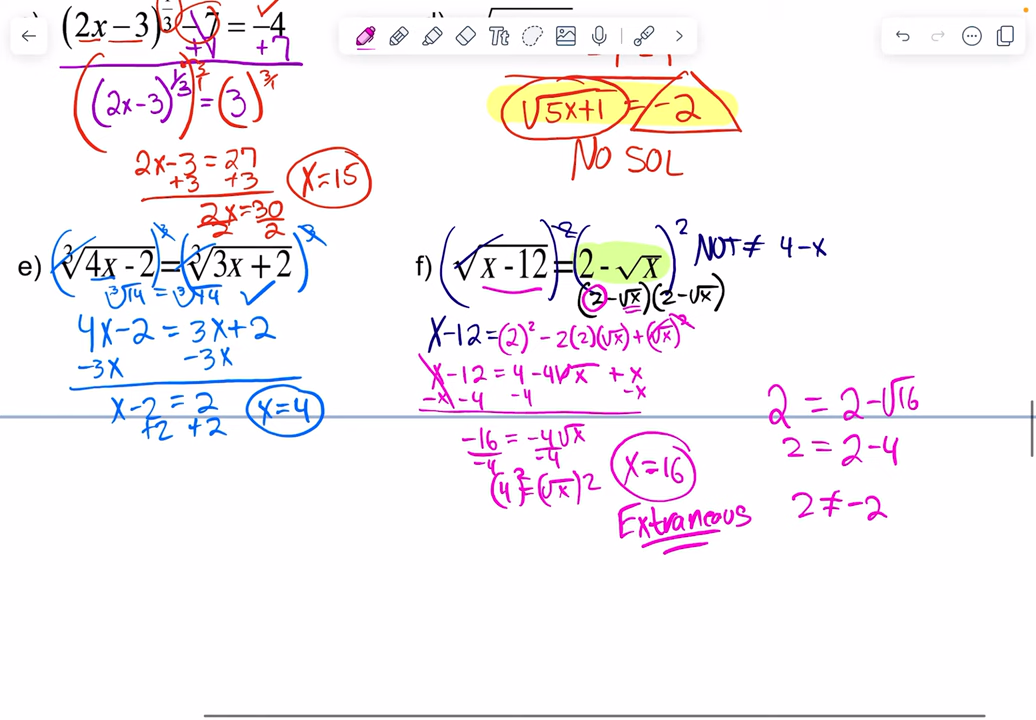 (2x − 3)^(1/3) − 7 = −4
+7 +7
((2x−3)^(1/3))^(3/1) = (3)^(3/1)
2x−3 = 27
+3 +3
2x = 30
2 2
x=15
√5x+1 = −2
NO SOL
e) (∛4x − 2)^3 = (∛3x + 2)^3
∛14 = ∛14 ✓
4x−2 = 3x+2
−3x −3x
x−2 = 2
+2 +2
x=4
f) (√x − 12)^2 = (2 − √x)^2 NOT ≠ 4−x
(2−√x)(2−√x)
x−12 = (2)^2 − 2(2)(√x) + (√x)^2
x−12 = 4−4√x + x
−x −4 −4 −x
−16 = −4√x
−4 −4
(4)^2 = (√x)^2
x=16
Extraneous
2 = 2−√16
2 = 2−4
2 ≠ −2